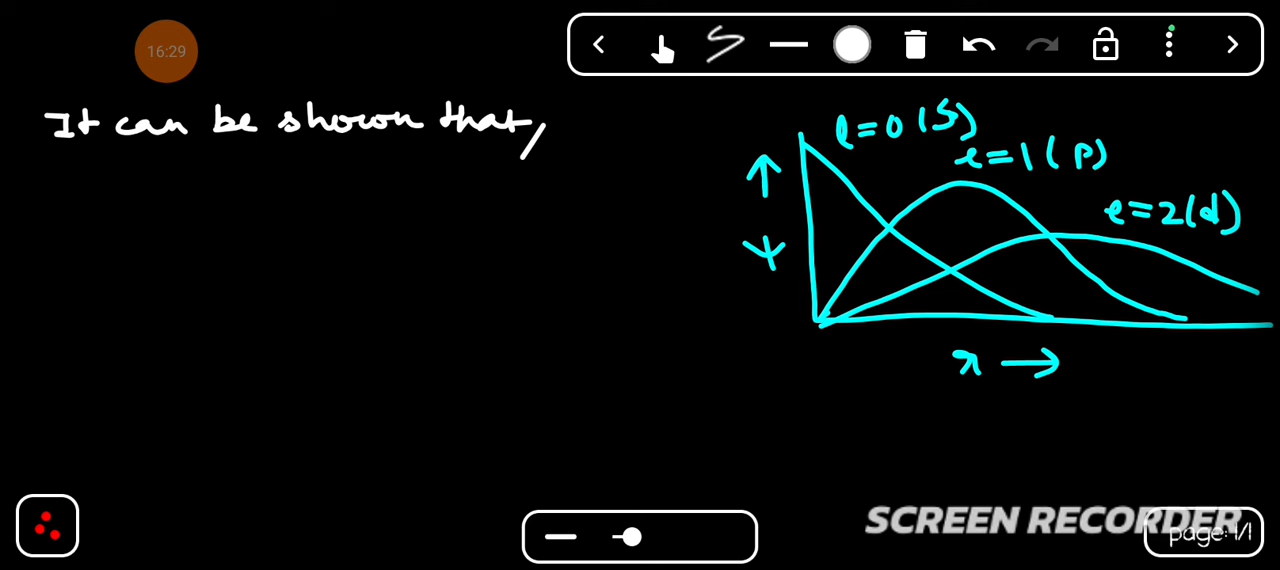 16:29
It can be shown that,
l=0(S)
l=1(P)
l=2(d)
ψ
r →
SCREEN RECORDER
page:1/1